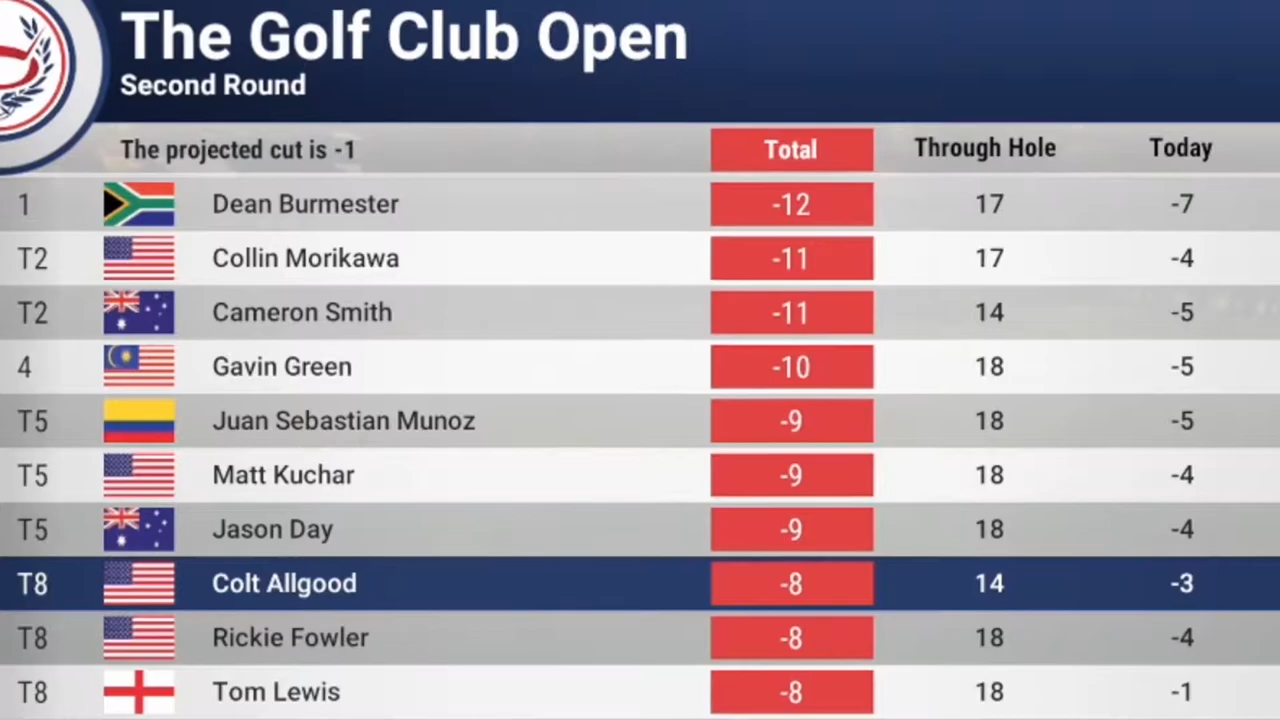 The Golf Club Open
Second Round
The projected cut is -1 Total Through Hole Today
1 Dean Burmester -12 17 -7
T2 Collin Morikawa -11 17 -4
T2 Cameron Smith -11 14 -5
4 Gavin Green -10 18 -5
T5 Juan Sebastian Munoz -9 18 -5
T5 Matt Kuchar -9 18 -4
T5 Jason Day -9 18 -4
T8 Colt Allgood -8 14 -3
T8 Rickie Fowler -8 18 -4
T8 Tom Lewis -8 18 -1